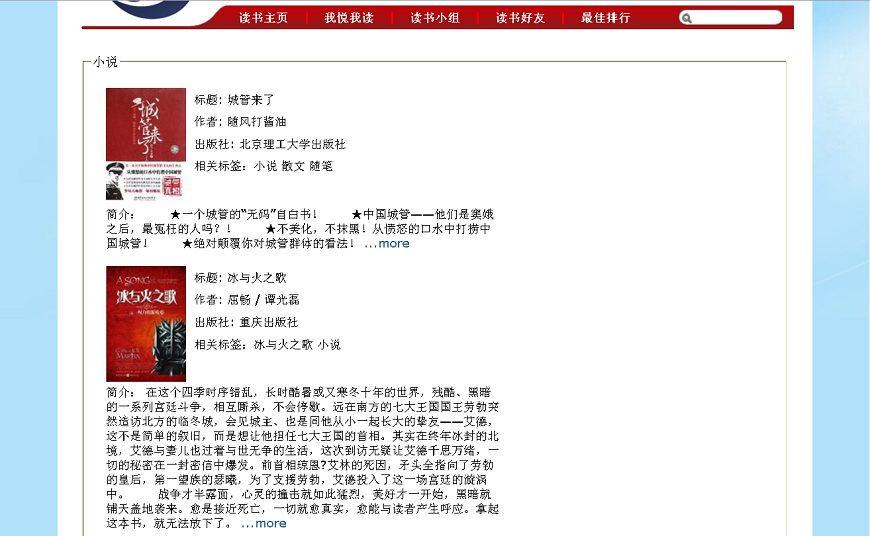 读书主页 | 我悦我读 | 读书小组 | 读书好友 | 最佳排行
小说
城管来了
标题: 城管来了
作者: 随风打酱油
出版社: 北京理工大学出版社
相关标签: 小说 散文 随笔
简介: ★一个城管的“无码”自白书! ★中国城管——他们是窦娥
之后, 最冤枉的人吗?! ★不美化, 不抹黑! 从愤怒的口水中打捞中
国城管! ★绝对颠覆你对城管群体的看法! ...more
A SONG
冰与火之歌
MARTIN
标题: 冰与火之歌
作者: 屈畅 / 谭光磊
出版社: 重庆出版社
相关标签: 冰与火之歌 小说
简介: 在这个四季时序错乱, 长时酷暑或又寒冬十年的世界, 残酷、黑暗
的一系列宫廷斗争, 相互厮杀, 不会停歇。远在南方的七大王国国王劳勃突
然造访北方的临冬城, 会见城主、也是同他从小一起长大的挚友——艾德,
这不是简单的叙旧, 而是想让他担任七大王国的首相。其实在终年冰封的北
境, 艾德与妻儿也过着与世无争的生活, 这次到访无疑让艾德千思万绪, 一
切的秘密在一封密信中爆发。前首相琼恩?艾林的死因, 矛头全指向了劳勃
的皇后, 第一望族的瑟曦, 为了支援劳勃, 艾德投入了这一场宫廷的漩涡
中。 战争才半露面, 心灵的撞击就如此猛烈, 美好才一开始, 黑暗就
铺天盖地袭来。愈是接近死亡, 一切就愈真实, 愈能与读者产生呼应。拿起
这本书, 就无法放下了。 ...more